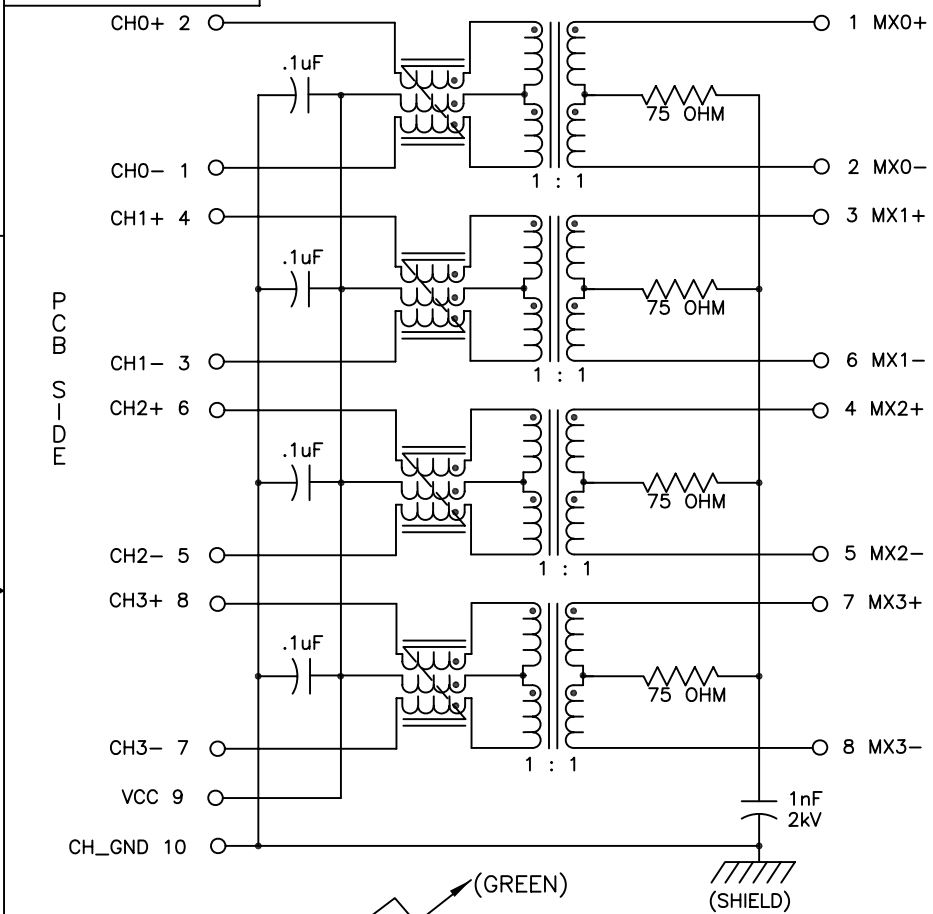 CH0+ 2
1 MX0+
.1uF
75 OHM
CH0- 1
2 MX0-
1 : 1
CH1+ 4
3 MX1+
.1uF
75 OHM
CH1- 3
6 MX1-
1 : 1
PCB SIDE
CH2+ 6
4 MX2+
.1uF
75 OHM
CH2- 5
5 MX2-
1 : 1
CH3+ 8
7 MX3+
.1uF
75 OHM
CH3- 7
8 MX3-
1 : 1
VCC 9
1nF
2kV
CH_GND 10
(GREEN)
(SHIELD)